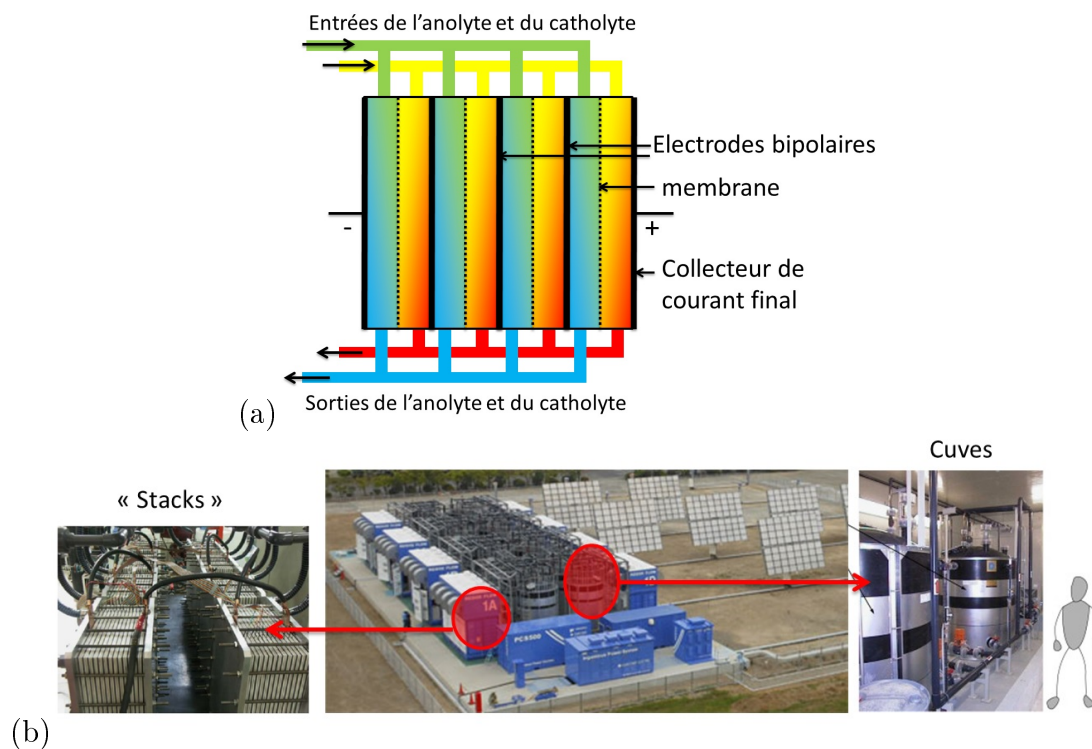 Entrées de l'anolyte et du catholyte
Electrodes bipolaires
membrane
-
+
Collecteur de
courant final
Sorties de l'anolyte et du catholyte
(a)
Cuves
« Stacks »
1A
PCS500
(b)